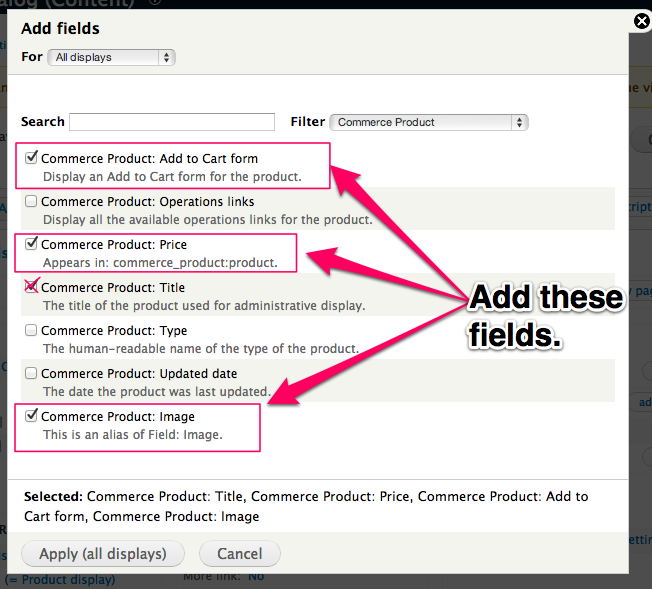 alog (Content)
Add fields
For All displays
Search Filter Commerce Product
Commerce Product: Add to Cart form
Display an Add to Cart form for the product.
Commerce Product: Operations links
Display all the available operations links for the product.
Commerce Product: Price
Appears in: commerce_product:product.
Commerce Product: Title
The title of the product used for administrative display.
Commerce Product: Type
The human-readable name of the type of the product.
Commerce Product: Updated date
The date the product was last updated.
Commerce Product: Image
This is an alias of Field: Image.
Add these
fields.
Selected: Commerce Product: Title, Commerce Product: Price, Commerce Product: Add to
Cart form, Commerce Product: Image
Apply (all displays) Cancel
(= Product display) More link: No